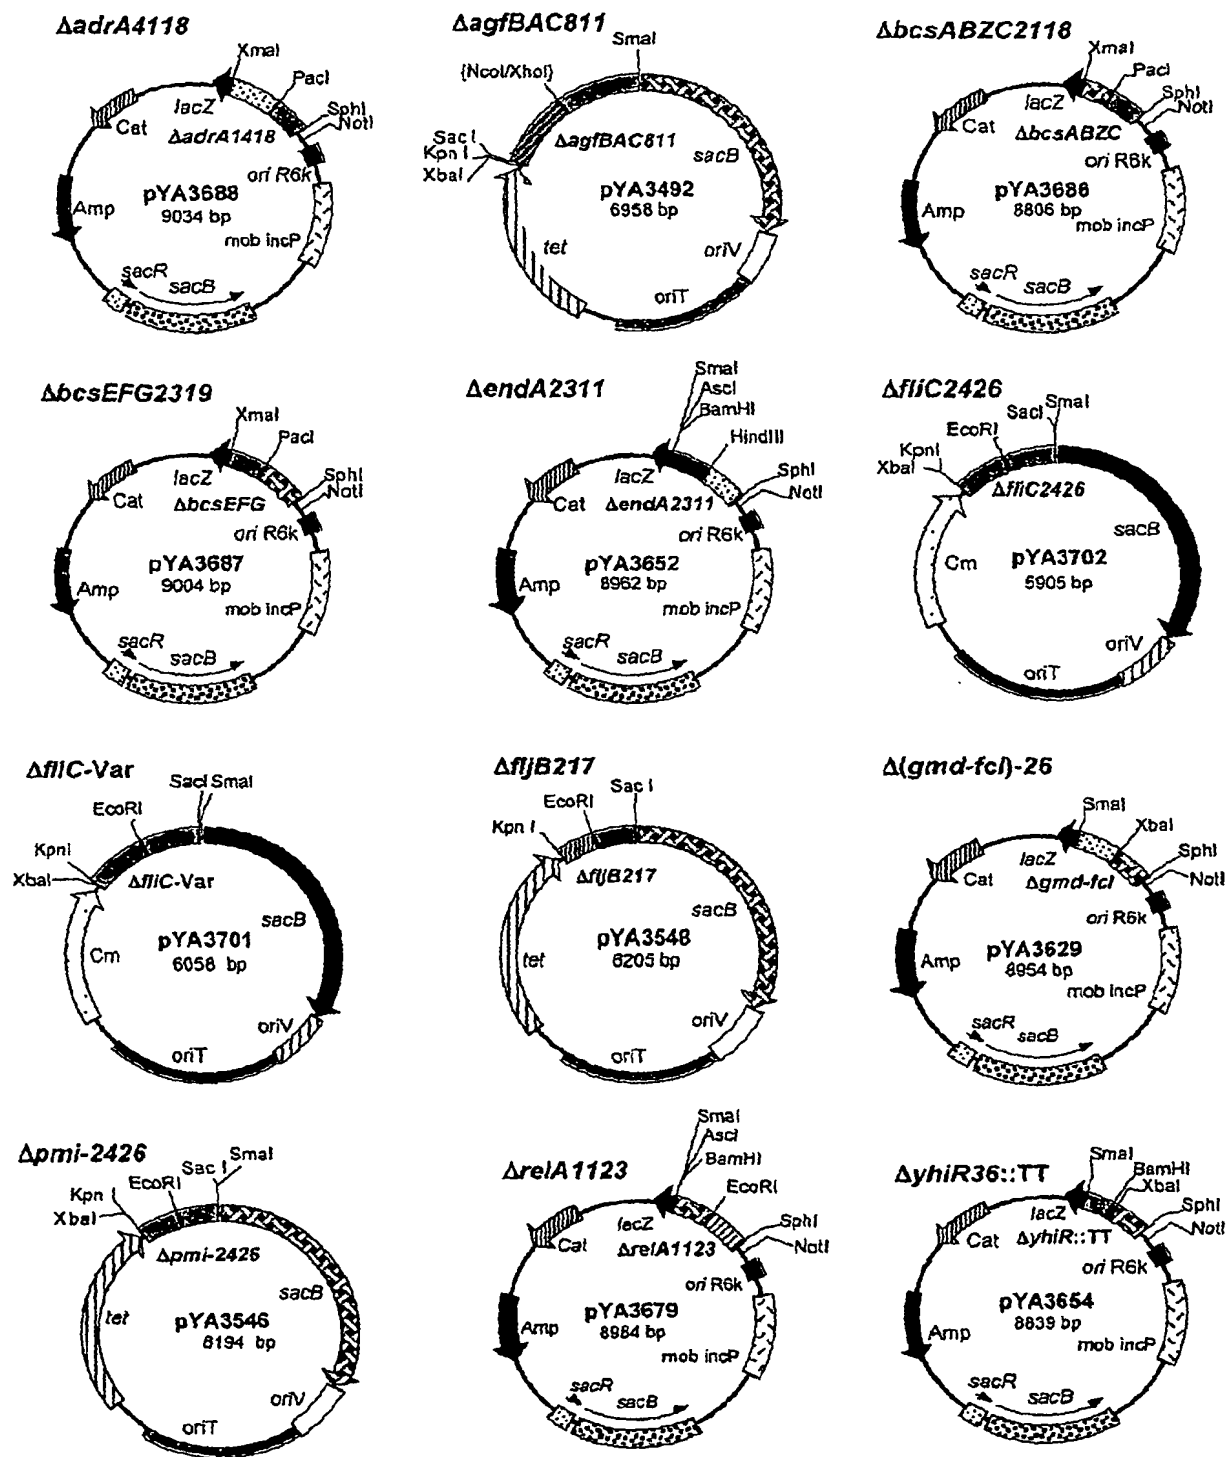 ΔadrA4118
XmaI
PacI
SphI
NotI
lacZ
Cat
ΔadrA1418
ori R6k
pYA3688
9034 bp
Amp
mob incP
sacR
sacB
ΔagfBAC811
SmaI
{NcoI/XhoI}
Sac I
Kpn I
XbaI
ΔagfBAC811
sacB
pYA3492
6958 bp
tet
oriV
oriT
ΔbcsABZC2118
XmaI
PacI
SphI
NotI
lacZ
Cat
ΔbcsABZC
ori R6k
pYA3686
8806 bp
Amp
mob incP
sacR
sacB
ΔbcsEFG2319
XmaI
PacI
SphI
NotI
lacZ
Cat
ΔbcsEFG
ori R6k
pYA3687
9004 bp
Amp
mob incP
sacR
sacB
ΔendA2311
SmaI
AscI
BamHI
HindIII
SphI
NotI
lacZ
Cat
ΔendA2311
ori R6k
pYA3652
8962 bp
Amp
mob incP
sacR
sacB
ΔfliC2426
SmaI
SacI
EcoRI
KpnI
XbaI
ΔfliC2426
sacB
pYA3702
5905 bp
Cm
oriV
oriT
ΔfliC-Var
SacI SmaI
EcoRI
KpnI
XbaI
ΔfliC-Var
sacB
pYA3701
6058 bp
Cm
oriV
oriT
ΔfljB217
Sac I
EcoRI
Kpn I
ΔfljB217
sacB
pYA3548
6205 bp
tet
oriV
oriT
Δ(gmd-fcl)-26
SmaI
XbaI
SphI
NotI
lacZ
Cat
Δgmd-fcl
ori R6k
pYA3629
8954 bp
Amp
mob incP
sacR
sacB
Δpmi-2426
SmaI
Sac I
EcoRI
Kpn I
XbaI
Δpmi-2426
sacB
pYA3546
6194 bp
tet
oriV
oriT
ΔrelA1123
SmaI
AscI
BamHI
EcoRI
SphI
NotI
lacZ
Cat
ΔrelA1123
ori R6k
pYA3679
8984 bp
Amp
mob incP
sacR
sacB
ΔyhiR36::TT
SmaI
BamHI
XbaI
SphI
NotI
lacZ
Cat
ΔyhiR::TT
ori R6k
pYA3654
8839 bp
Amp
mob incP
sacR
sacB